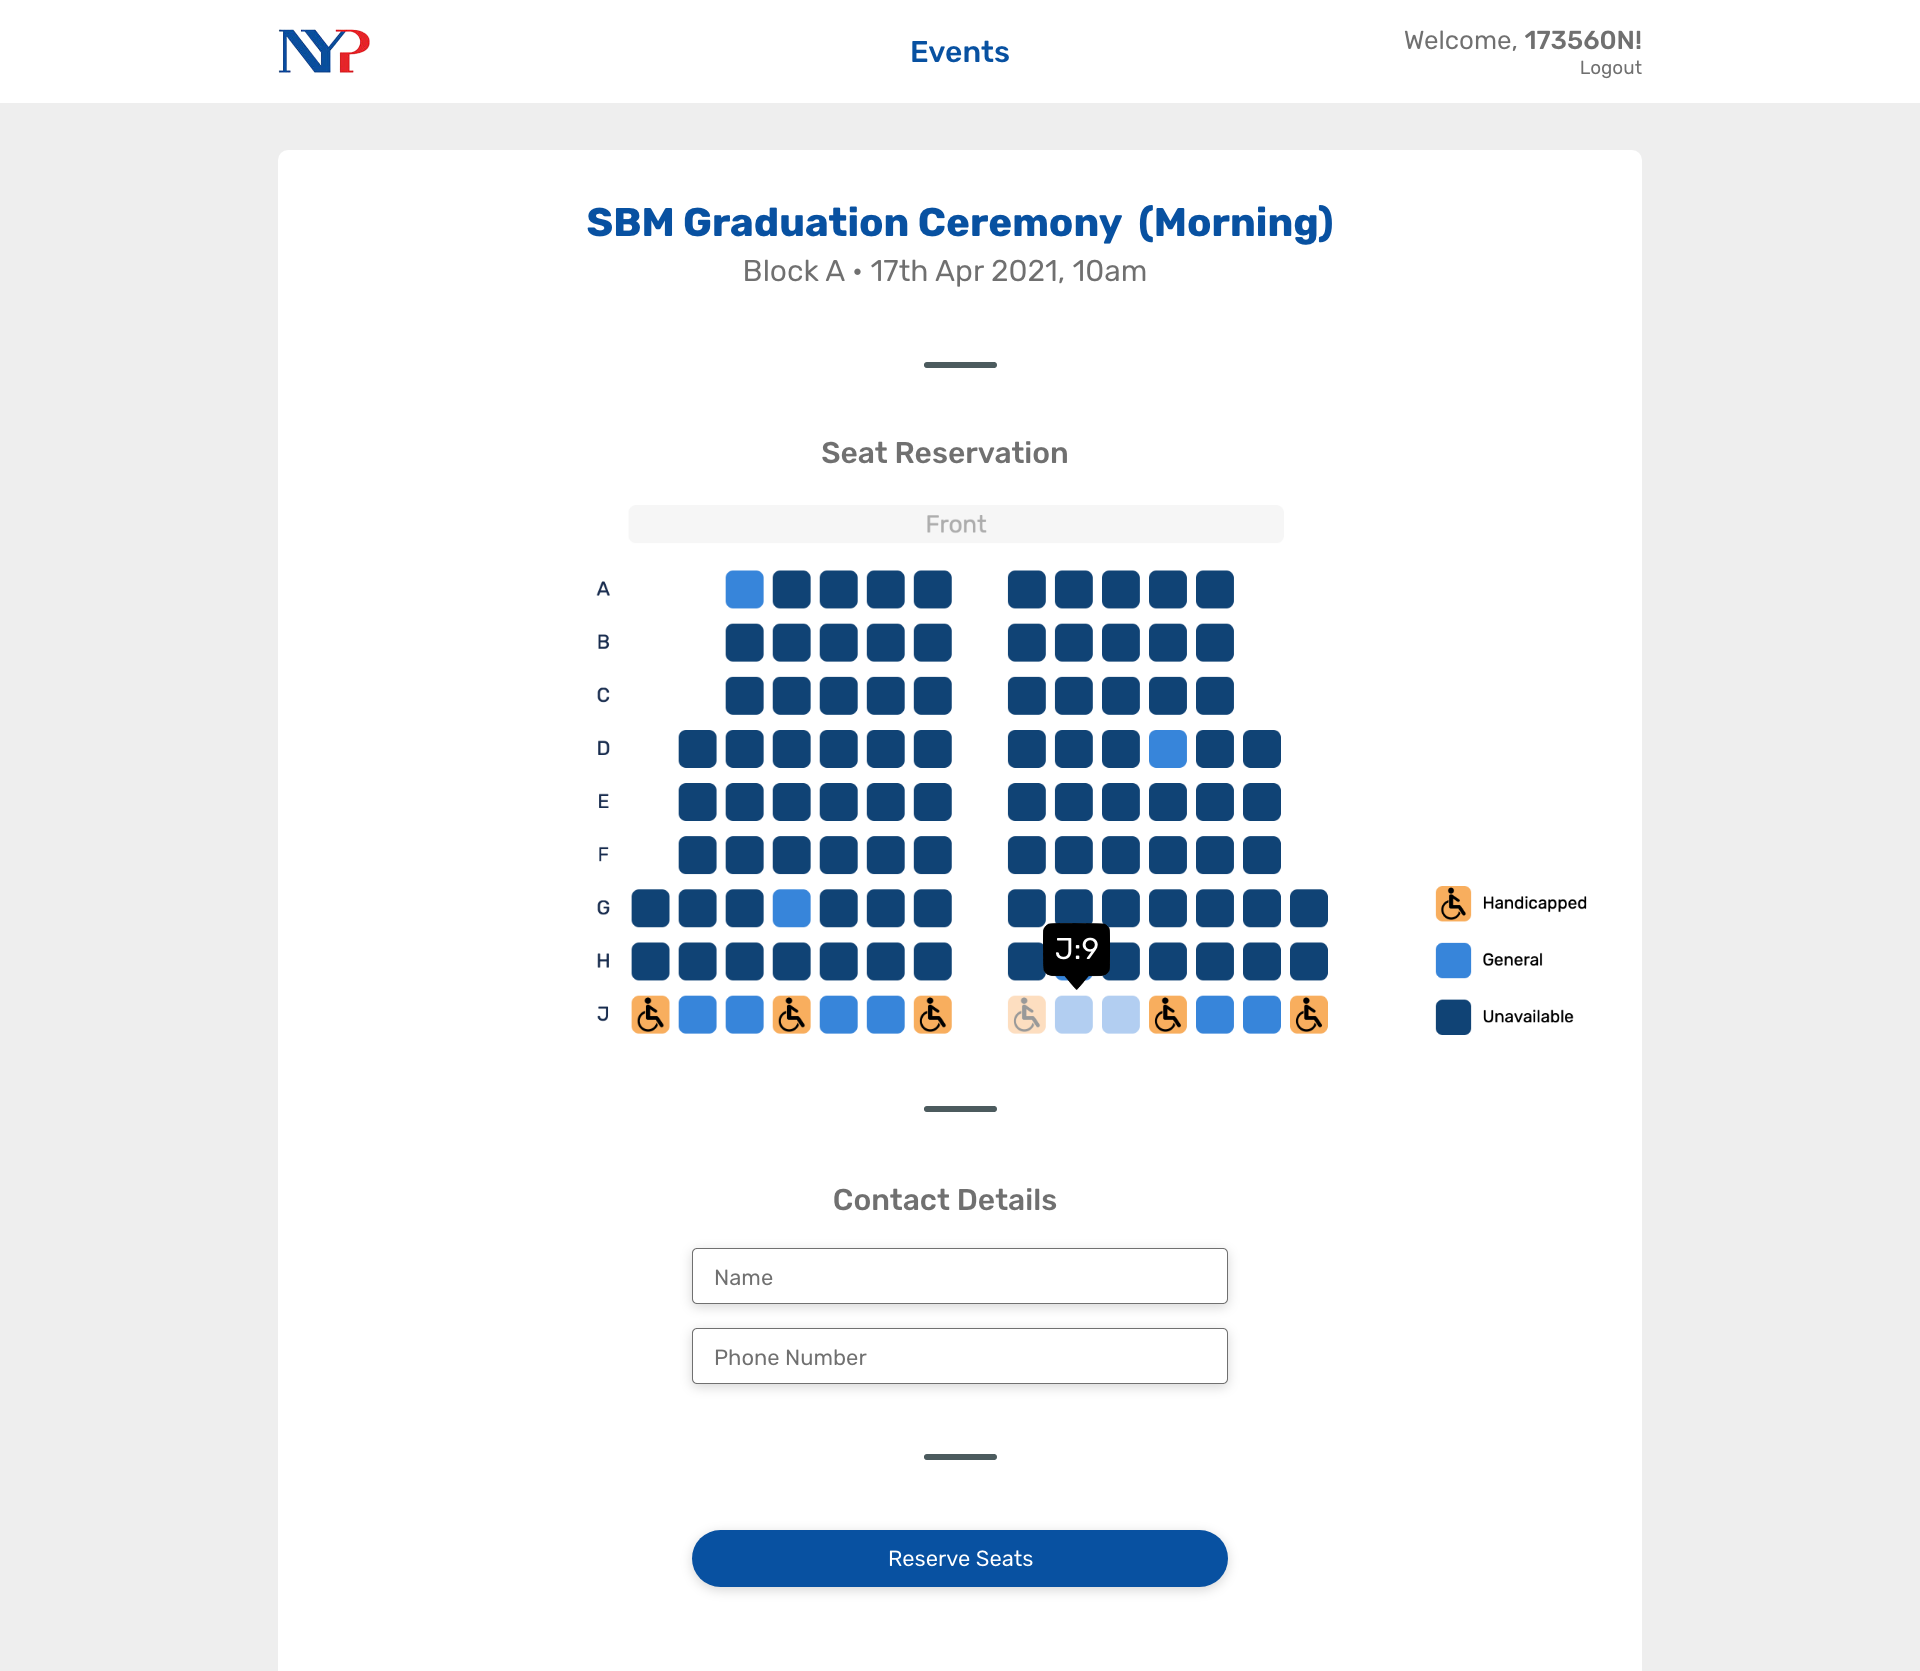 NYP
Events
Welcome, 173560N!
Logout
SBM Graduation Ceremony (Morning)
Block A • 17th Apr 2021, 10am
Seat Reservation
Front
A
B
C
D
E
F
G
H
J
J:9
Handicapped
General
Unavailable
Contact Details
Name
Phone Number
Reserve Seats